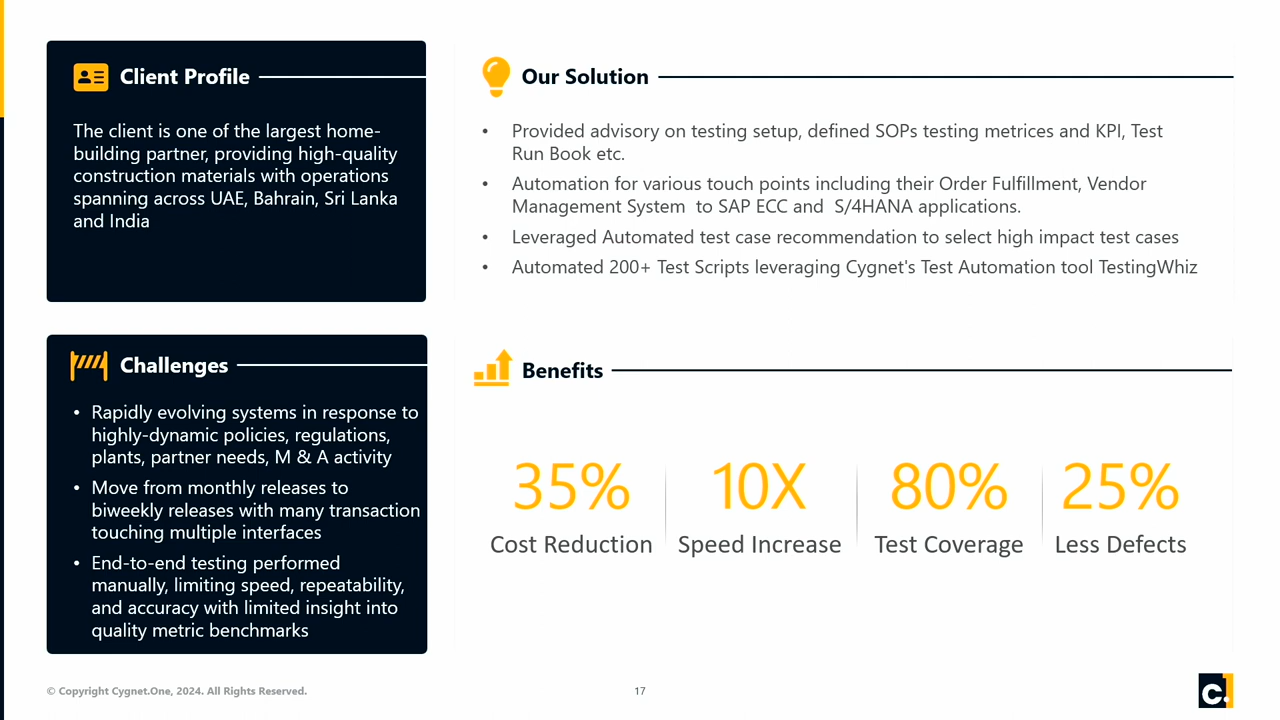 Client Profile
The client is one of the largest home-
building partner, providing high-quality
construction materials with operations
spanning across UAE, Bahrain, Sri Lanka
and India
Our Solution
• Provided advisory on testing setup, defined SOPs testing metrices and KPI, Test
Run Book etc.
• Automation for various touch points including their Order Fulfillment, Vendor
Management System  to SAP ECC and  S/4HANA applications.
• Leveraged Automated test case recommendation to select high impact test cases
• Automated 200+ Test Scripts leveraging Cygnet's Test Automation tool TestingWhiz
Challenges
• Rapidly evolving systems in response to
highly-dynamic policies, regulations,
plants, partner needs, M & A activity
• Move from monthly releases to
biweekly releases with many transaction
touching multiple interfaces
• End-to-end testing performed
manually, limiting speed, repeatability,
and accuracy with limited insight into
quality metric benchmarks
Benefits
35%
Cost Reduction
10X
Speed Increase
80%
Test Coverage
25%
Less Defects
© Copyright Cygnet.One, 2024. All Rights Reserved.
17
C.